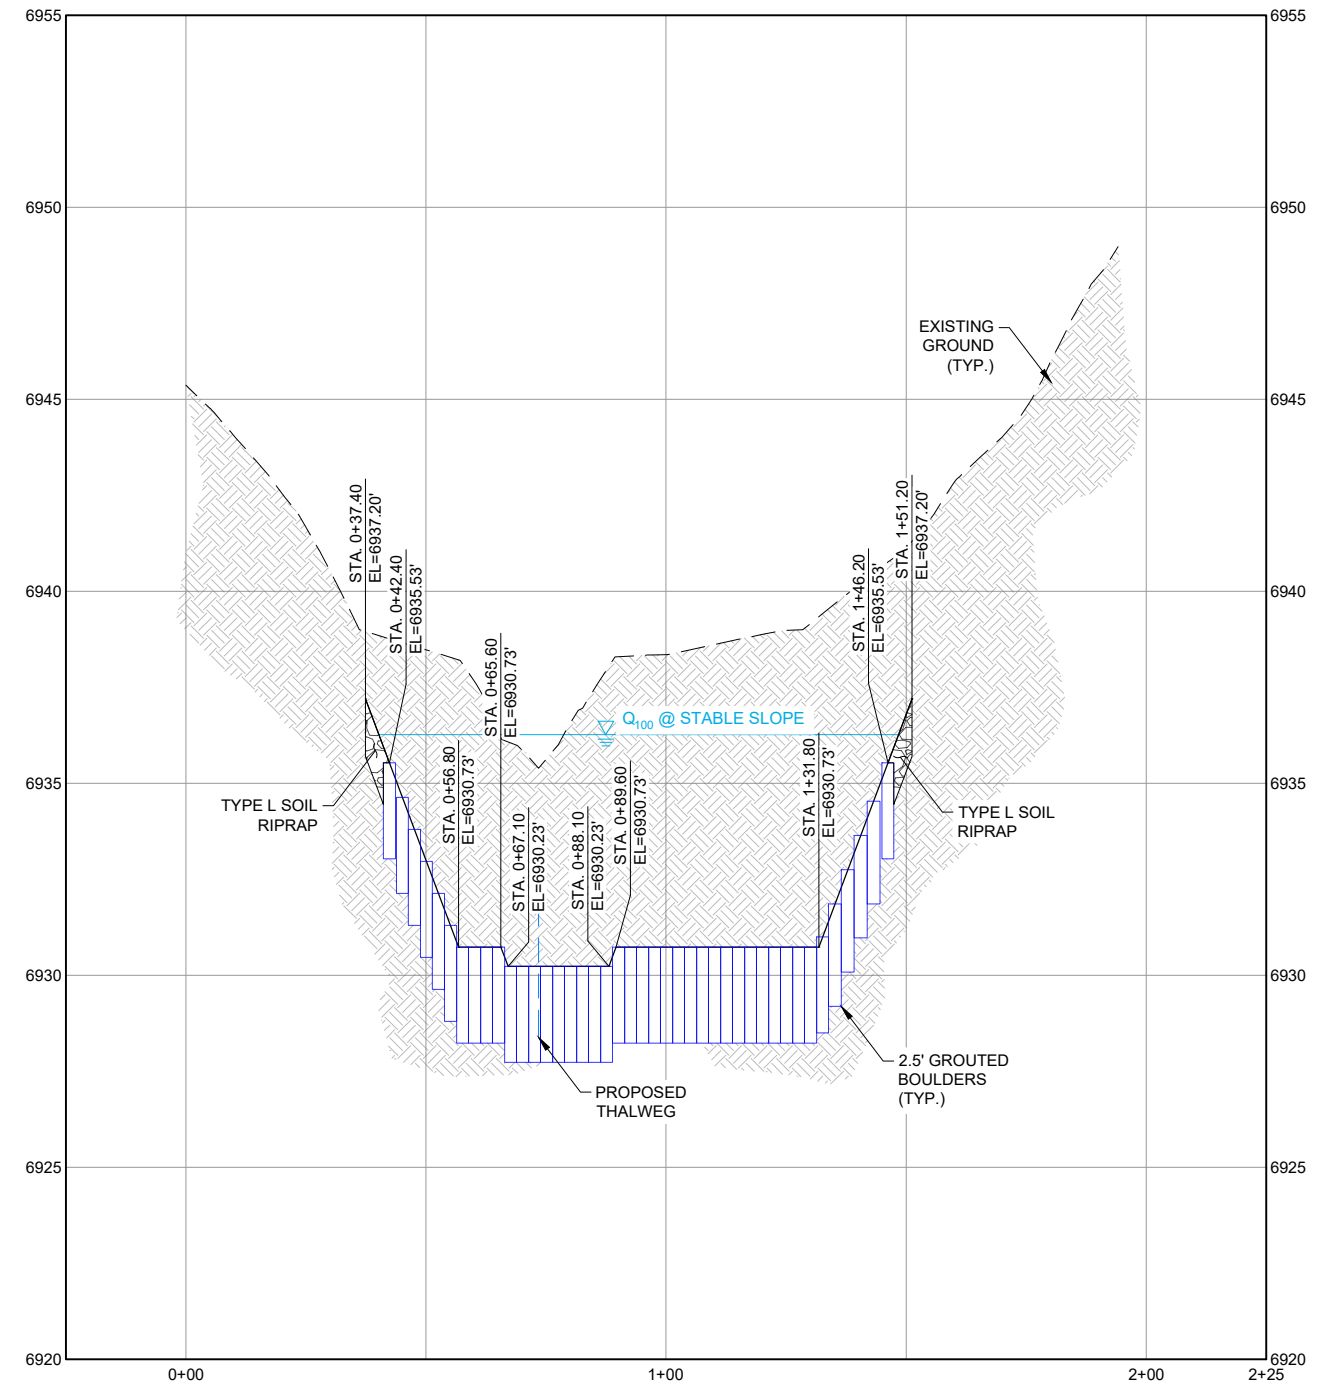 6955
6955
6950
6950
EXISTING
GROUND
(TYP.)
6945
6945
STA. 0+37.40
EL=6937.20'
STA. 0+42.40
EL=6935.53'
STA. 0+65.60
EL=6930.73'
STA. 1+46.20
EL=6935.53'
STA. 1+51.20
EL=6937.20'
6940
6940
Q100 @ STABLE SLOPE
STA. 0+56.80
EL=6930.73'
STA. 0+67.10
EL=6930.23'
STA. 0+88.10
EL=6930.23'
STA. 0+89.60
EL=6930.73'
STA. 1+31.80
EL=6930.73'
6935
6935
TYPE L SOIL
RIPRAP
TYPE L SOIL
RIPRAP
6930
6930
PROPOSED
THALWEG
2.5' GROUTED
BOULDERS
(TYP.)
6925
6925
6920
6920
0+00
1+00
2+00
2+25